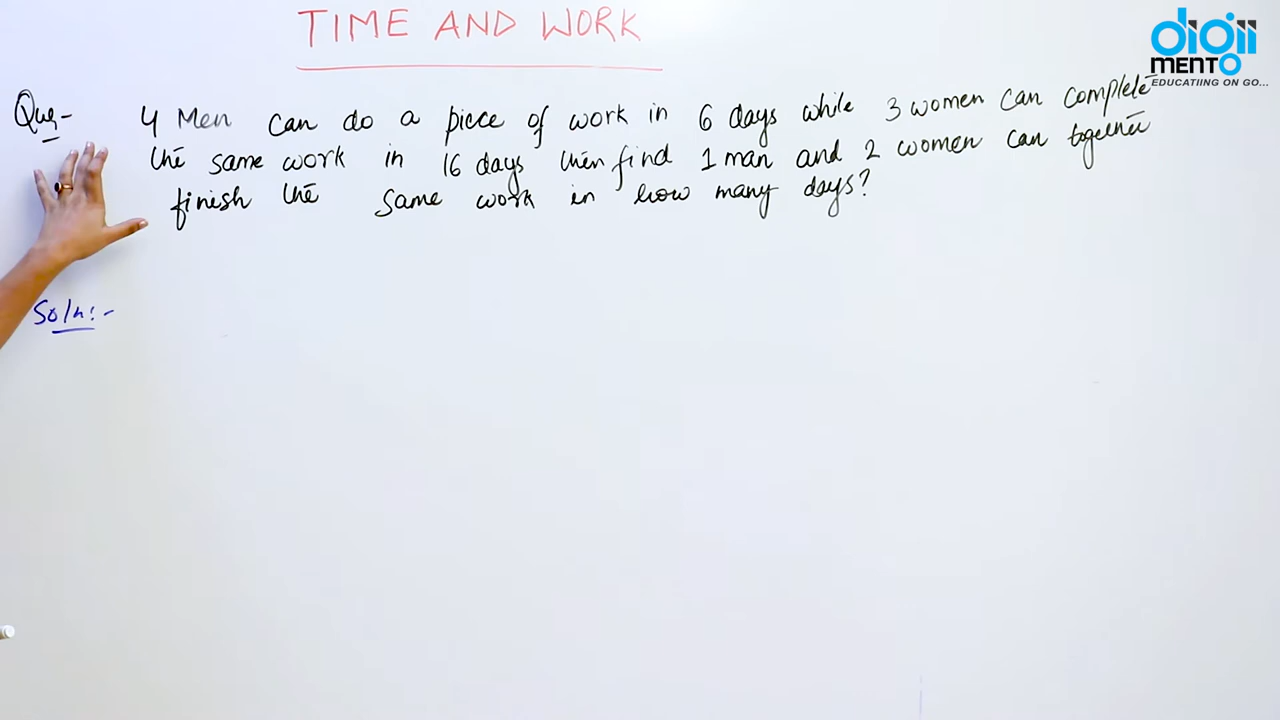 TIME AND WORK
digii
MENTO
EDUCATIING ON GO...
Que- 4 Men can do a piece of work in 6 days while 3 women can complete
the same work in 16 days then find 1 man and 2 women can together
finish the same work in how many days?
Soln:-